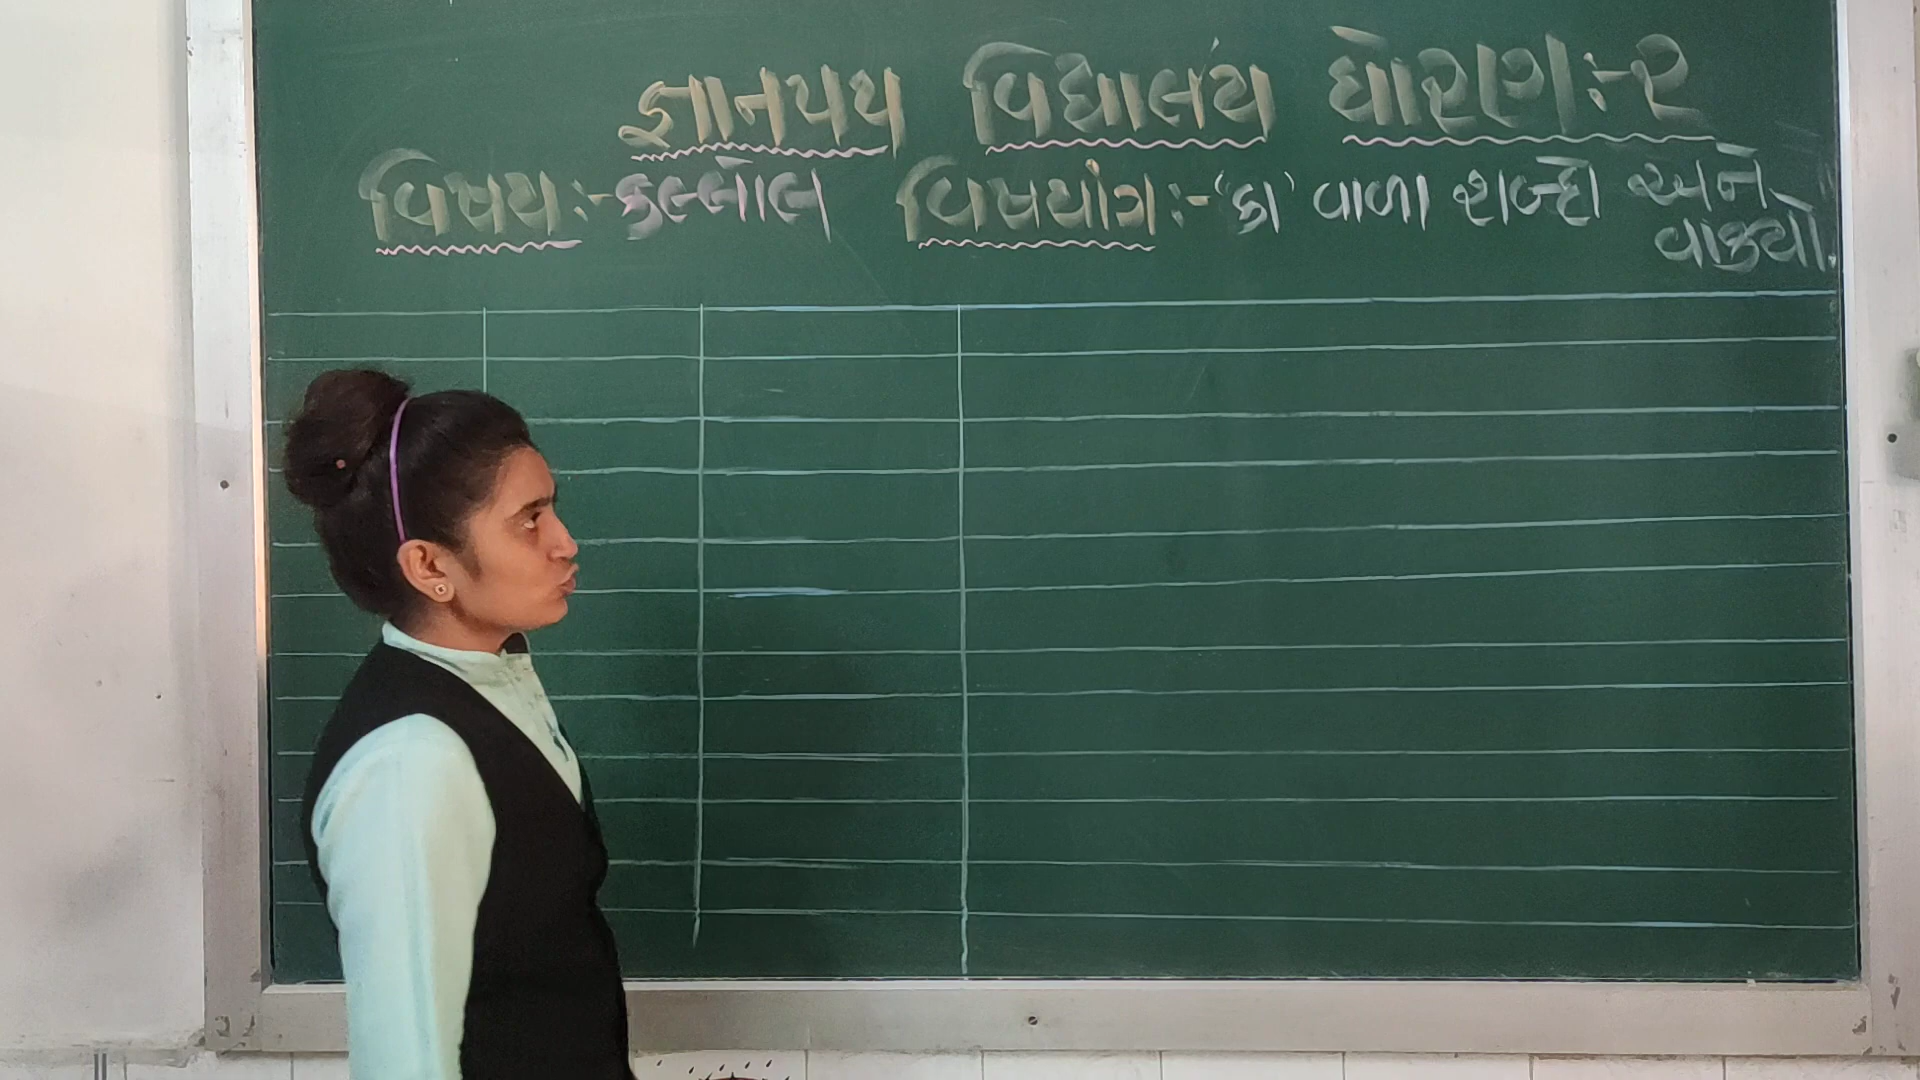 જ્ઞાનપથ વિદ્યાલય ધોરણ:-૨
વિષય:-કલ્લોલ વિષયાંગ:-'કા' વાળા શબ્દો અને
વાક્યો.